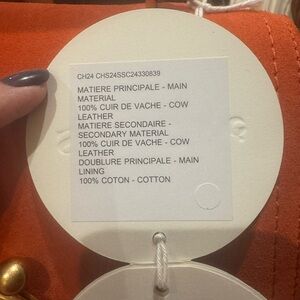 CH24 CHS24SSC24330839
MATIERE PRINCIPALE - MAIN
MATERIAL
100% CUIR DE VACHE - COW
LEATHER
MATIERE SECONDAIRE -
SECONDARY MATERIAL
100% CUIR DE VACHE - COW
LEATHER
DOUBLURE PRINCIPALE - MAIN
LINING
100% COTON - COTTON